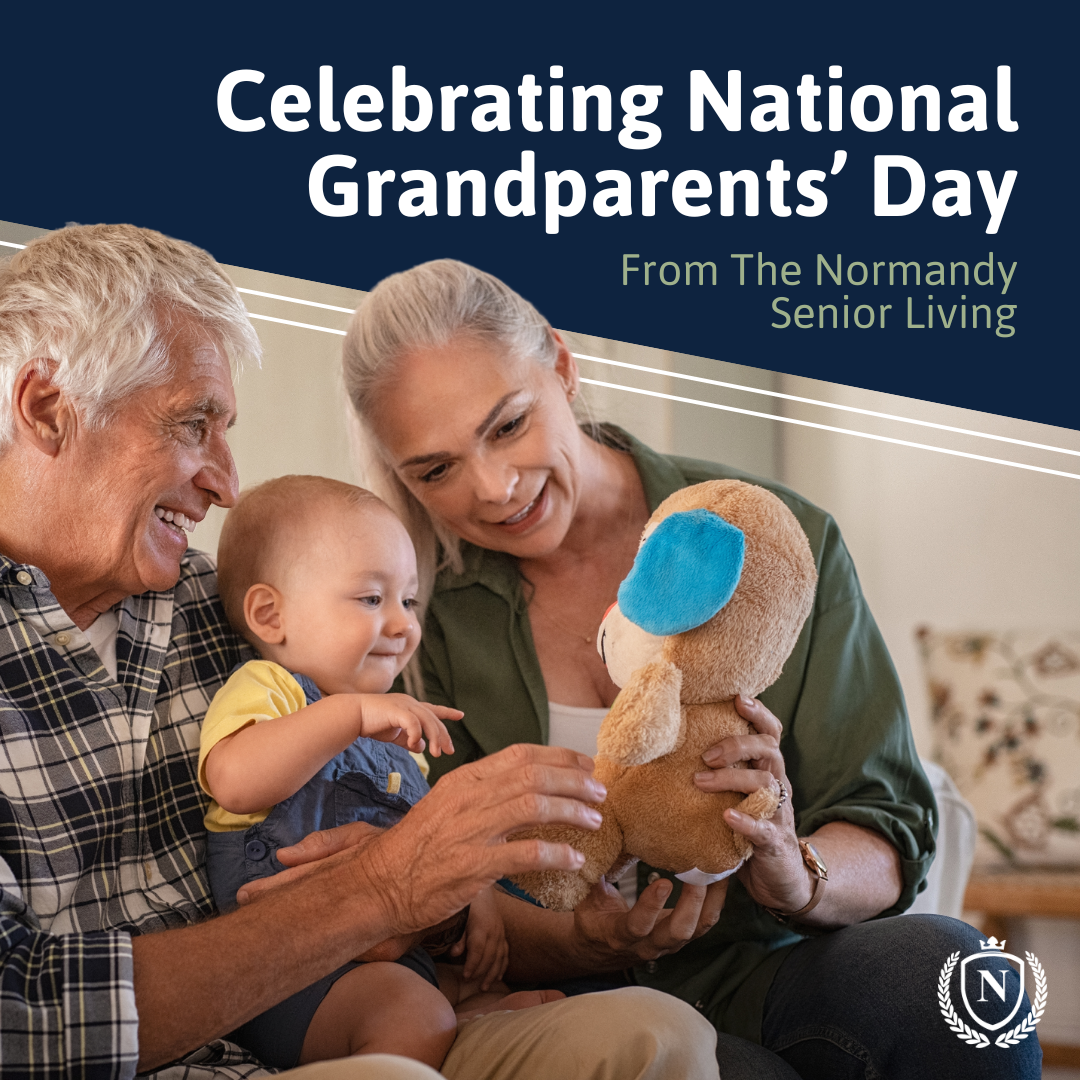 Celebrating National
Grandparents’ Day
From The Normandy
Senior Living
N